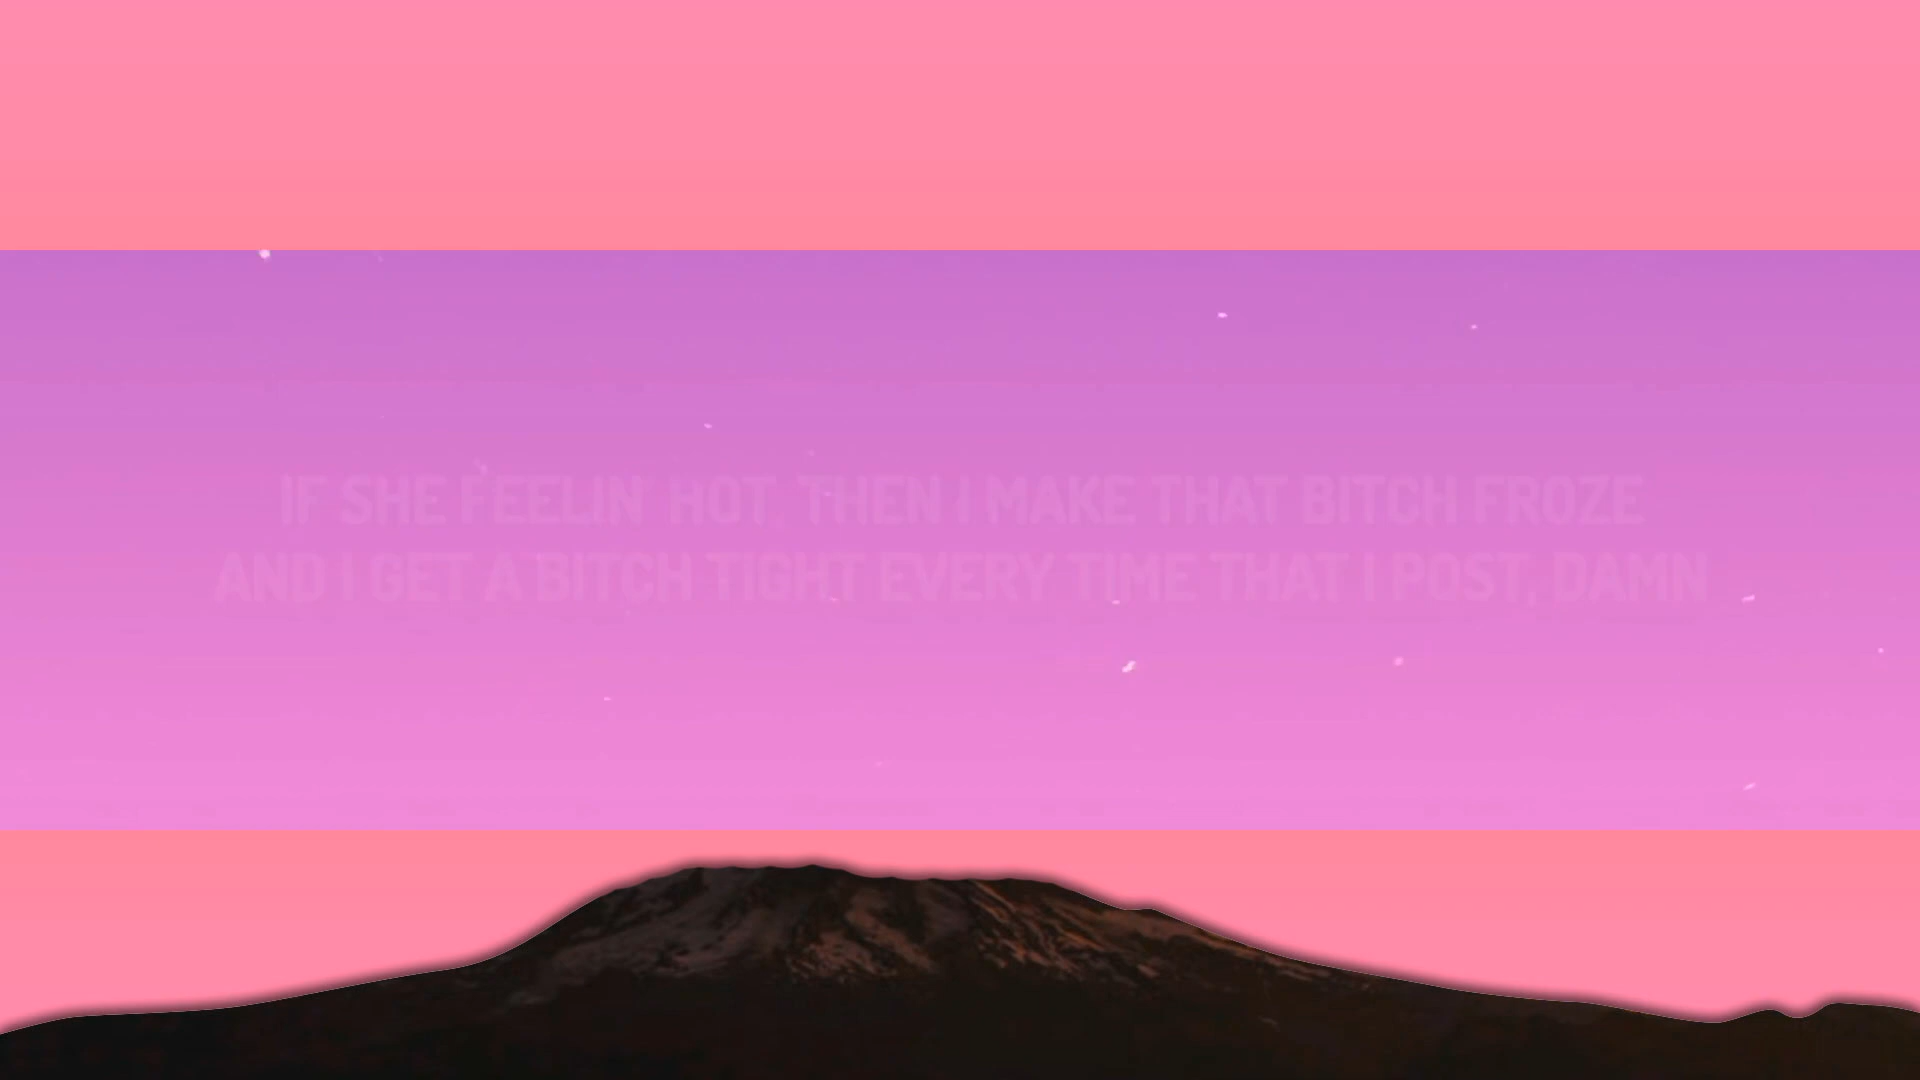 IF SHE FEELIN' HOT, THEN I MAKE THAT BITCH FROZE
AND I GET A BITCH TIGHT EVERY TIME THAT I POST, DAMN